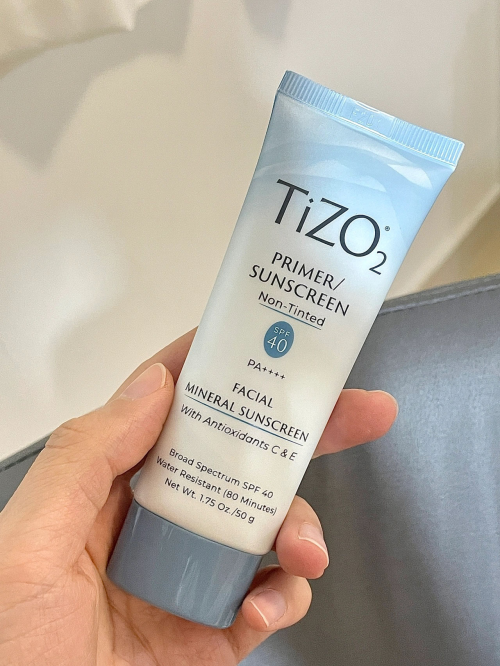 TiZO2®
PRIMER/
SUNSCREEN
Non-Tinted
SPF
40
PA++++
FACIAL
MINERAL SUNSCREEN
With Antioxidants C & E
Broad Spectrum SPF 40
Water Resistant (80 Minutes)
Net Wt. 1.75 Oz./50 g